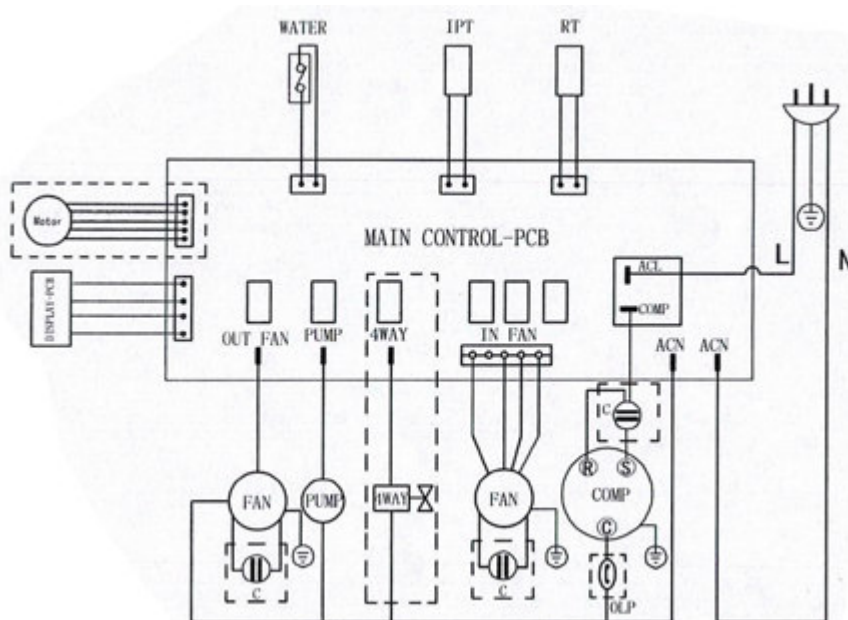 WATER IPT RT
Motor
MAIN CONTROL-PCB
L
N
ACL
DISPLAY-PCB
COMP
OUT FAN PUMP 4WAY IN FAN
ACN ACN
C
R S
FAN PUMP 4WAY FAN COMP
C
C
C
OLP